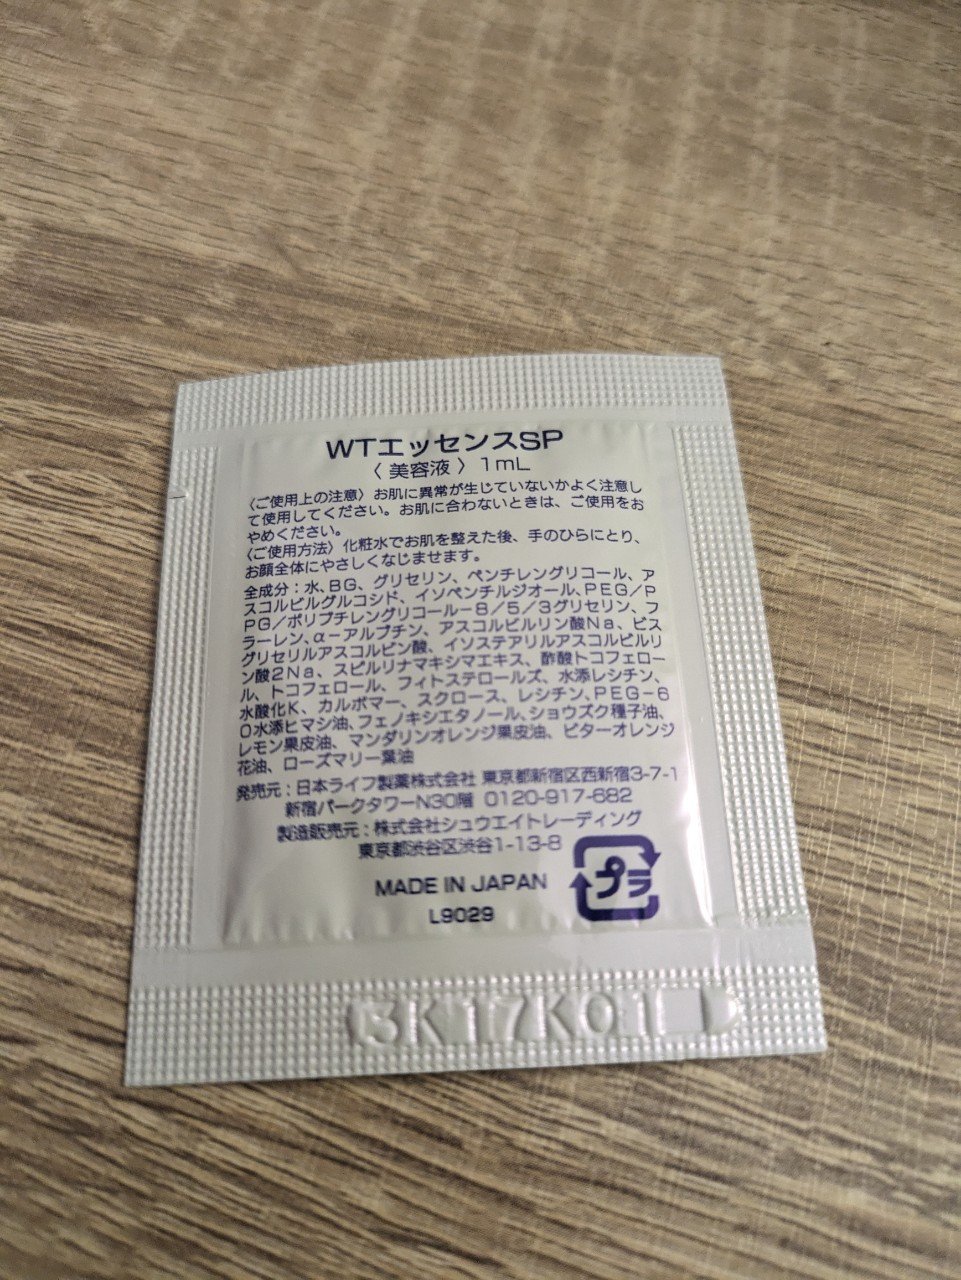 WTエッセンスSP
〈美容液〉1mL
〈ご使用上の注意〉お肌に異常が生じていないかよく注意し
て使用してください。お肌に合わないときは、ご使用をお
やめください。
〈ご使用方法〉化粧水でお肌を整えた後、手のひらにとり、
お顔全体にやさしくなじませます。
全成分：水、BG、グリセリン、ペンチレングリコール、ア
スコルビルグルコシド、イソペンチルジオール、PEG/P
PG/ポリブチレングリコール-8/5/3グリセリン、フ
ラーレン、α-アルブチン、アスコルビルリン酸Na、ビス
グリセリルアスコルビン酸、イソステアリルアスコルビルリ
ン酸2Na、スピルリナマキシマエキス、酢酸トコフェロー
ル、トコフェロール、フィトステロールズ、水添レシチン、
水酸化K、カルボマー、スクロース、レシチン、PEG-6
0水添ヒマシ油、フェノキシエタノール、ショウズク種子油、
レモン果皮油、マンダリンオレンジ果皮油、ビターオレンジ
花油、ローズマリー葉油
発売元：日本ライフ製薬株式会社 東京都新宿区西新宿3-7-1
新宿パークタワーN30階 0120-917-682
製造販売元：株式会社シュウエイトレーディング
東京都渋谷区渋谷1-13-8
プラ
MADE IN JAPAN
L9029
3K17K01